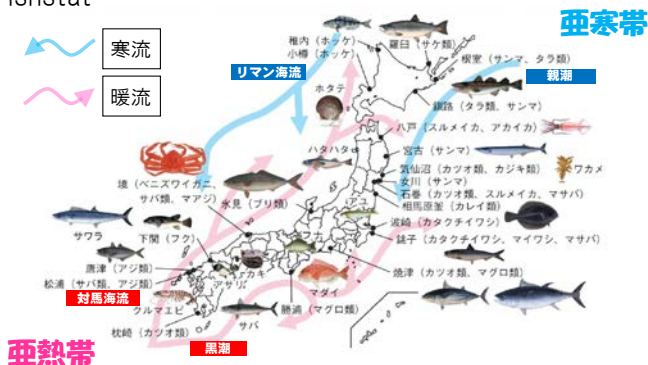 ishstat
亜寒帯
寒流
暖流
リマン海流
親潮
稚内（ホッケ）
小樽（ホッケ）
羅臼（サケ類）
根室（サンマ、タラ類）
釧路（タラ類、サンマ）
ホタテ
八戸（スルメイカ、アカイカ）
ハタハタ
宮古（サンマ）
気仙沼（カツオ類、カジキ類）
ワカメ
女川（サンマ）
石巻（カツオ類、スルメイカ、マサバ）
相馬原釜（カレイ類）
境（ベニズワイガニ、
サバ類、マアジ）
氷見（ブリ類）
アユ
波崎（カタクチイワシ）
銚子（カタクチイワシ、マイワシ、マサバ）
サワラ
下関（フグ）
フナ
カキ
アサリ
唐津（アジ類）
松浦（サバ類、アジ類）
焼津（カツオ類、マグロ類）
マダイ
対馬海流
クルマエビ
サバ
勝浦（マグロ類）
枕崎（カツオ類）
黒潮
亜熱帯